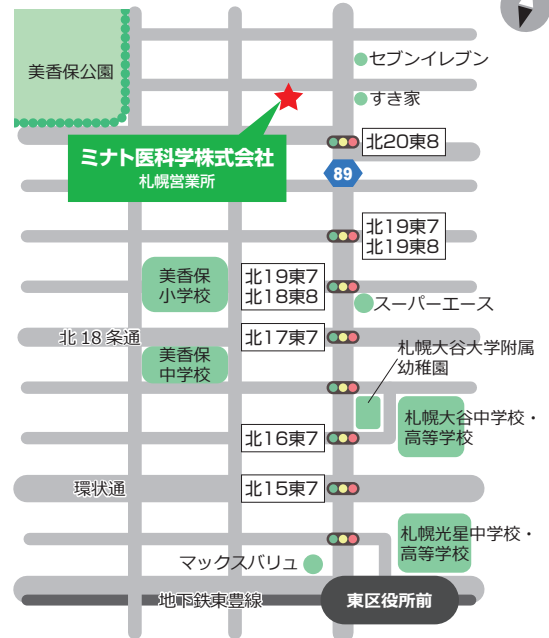 美香保公園
セブンイレブン
すき家
ミナト医科学株式会社
札幌営業所
北20東8
89
北19東7
北19東8
美香保
小学校
北19東7
北18東8
スーパーエース
北18条通
北17東7
札幌大谷大学附属
幼稚園
美香保
中学校
札幌大谷中学校・
高等学校
北16東7
環状通
北15東7
札幌光星中学校・
高等学校
マックスバリュ
地下鉄東豊線
東区役所前